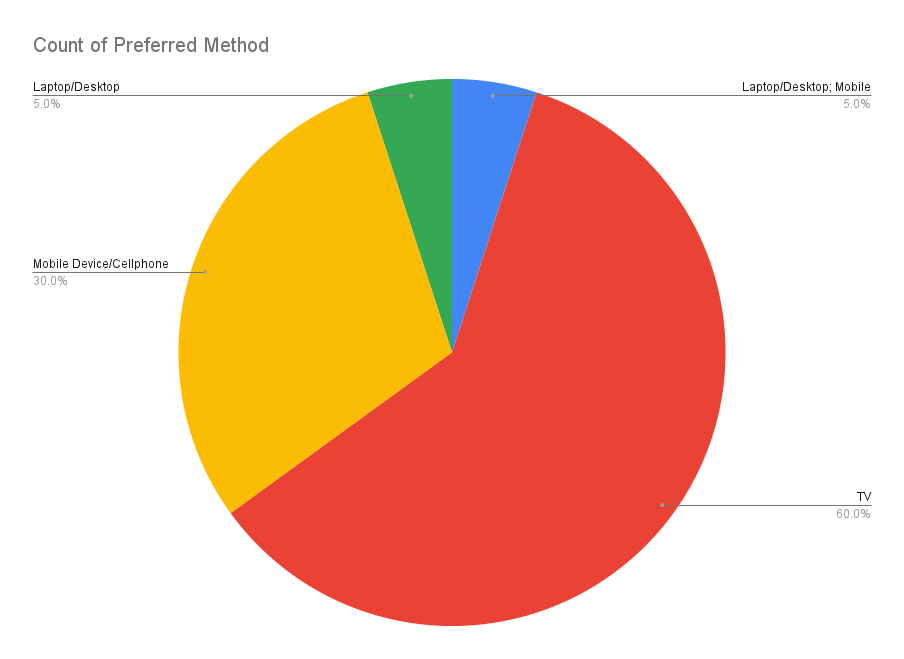 Count of Preferred Method
Laptop/Desktop
5.0%
Laptop/Desktop; Mobile
5.0%
Mobile Device/Cellphone
30.0%
TV
60.0%